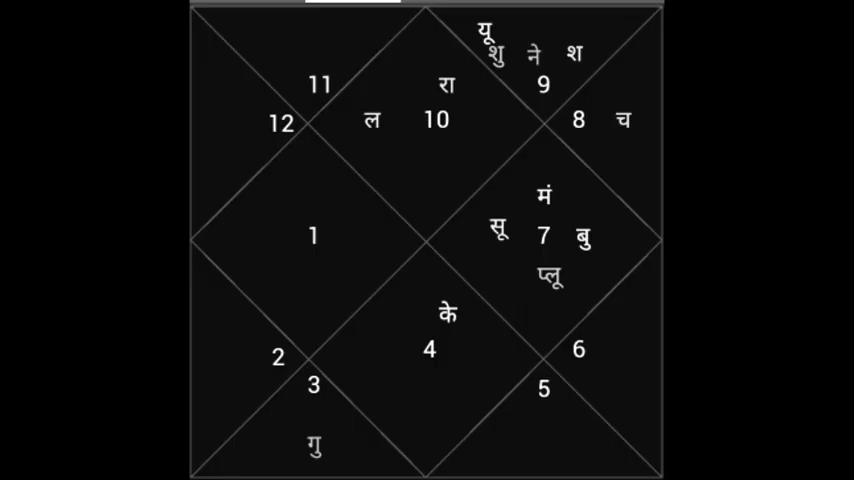 यू
शु ने श
11 रा 9
12 ल 10 8 च
मं
सू 7 बु
1
प्लू
के
4 6
2
3 5
गु